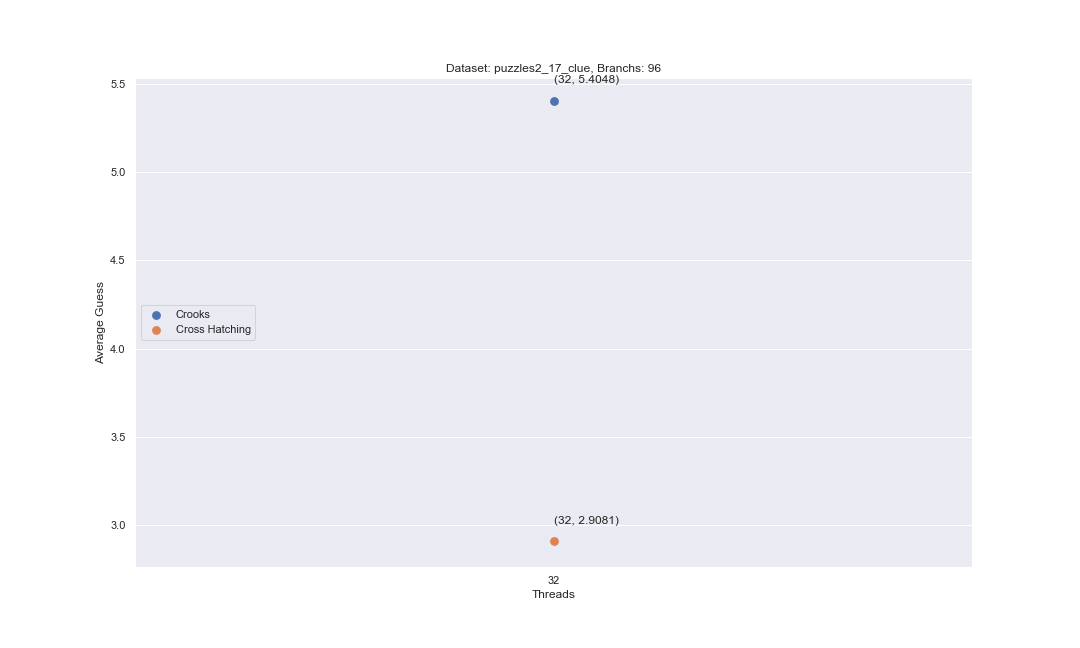 Dataset: puzzles2_17_clue, Branchs: 96
(32, 5.4048)
5.5
5.0
4.5
4.0
3.5
3.0
Average Guess
Crooks
Cross Hatching
(32, 2.9081)
32
Threads